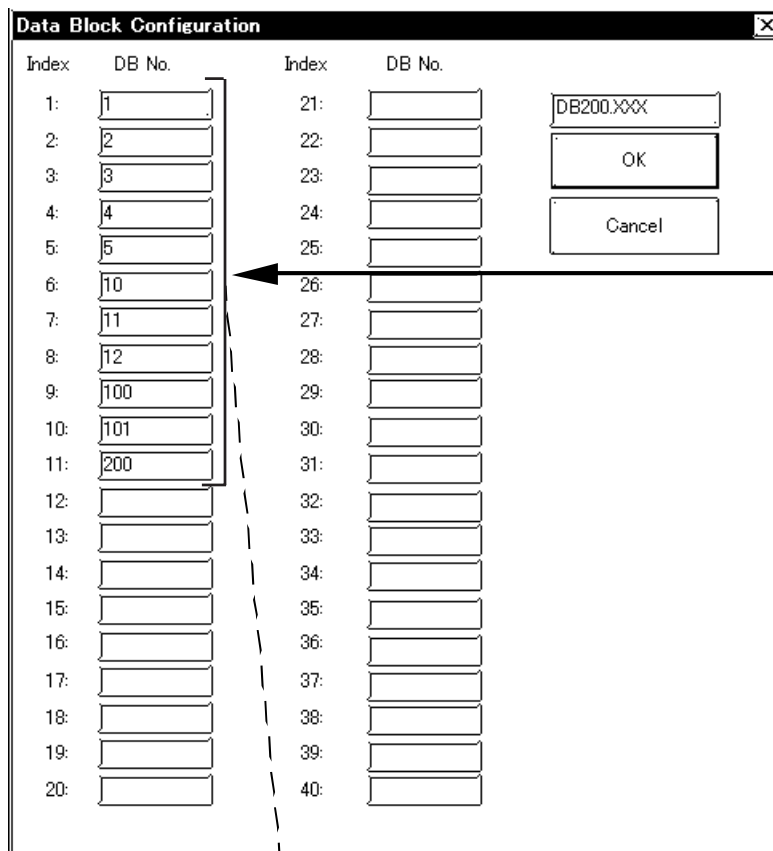 Data Block Configuration
Index DB No. Index DB No.
1: 1 21: DB200.XXX
2: 2 22:
3: 3 23: OK
4: 4 24:
5: 5 25: Cancel
6: 10 26:
7: 11 27:
8: 12 28:
9: 100 29:
10: 101 30:
11: 200 31:
12: 32:
13: 33:
14: 34:
15: 35:
16: 36:
17: 37:
18: 38:
19: 39:
20: 40: